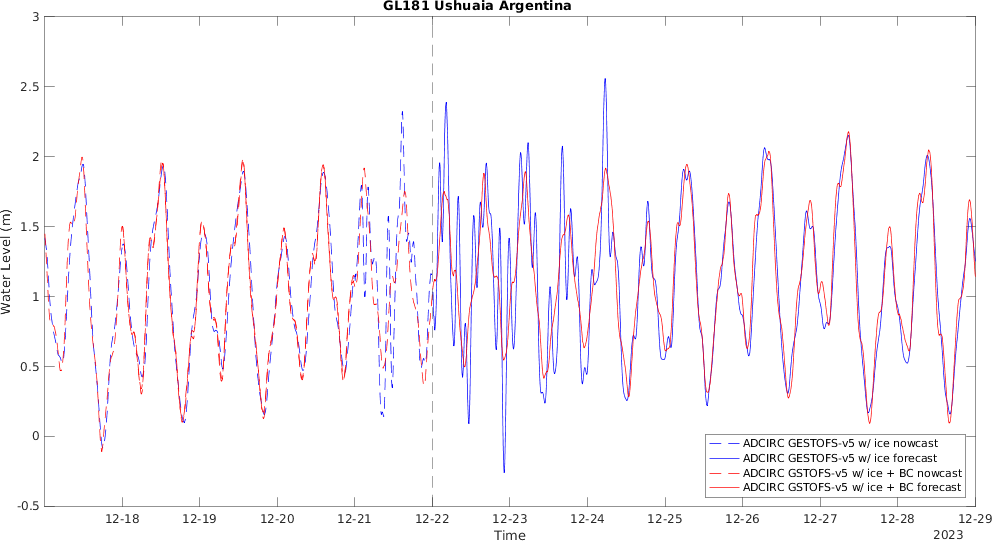 GL181 Ushuaia Argentina
3
2.5
2
1.5
1
0.5
0
-0.5
Water Level (m)
ADCIRC GESTOFS-v5 w/ ice nowcast
ADCIRC GESTOFS-v5 w/ ice forecast
ADCIRC GSTOFS-v5 w/ ice + BC nowcast
ADCIRC GSTOFS-v5 w/ ice + BC forecast
12-18 12-19 12-20 12-21 12-22 12-23 12-24 12-25 12-26 12-27 12-28 12-29
Time
2023